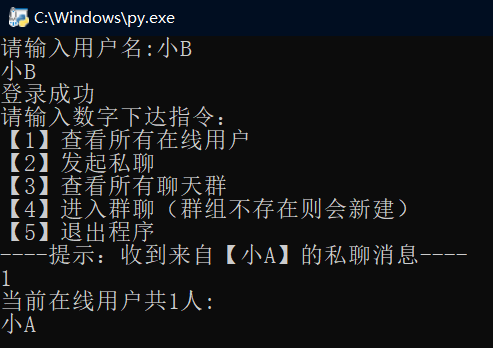 C:\Windows\py.exe
请输入用户名:小B
小B
登录成功
请输入数字下达指令：
【1】查看所有在线用户
【2】发起私聊
【3】查看所有聊天群
【4】进入群聊（群组不存在则会新建）
【5】退出程序
----提示：收到来自【小A】的私聊消息----
1
当前在线用户共1人:
小A